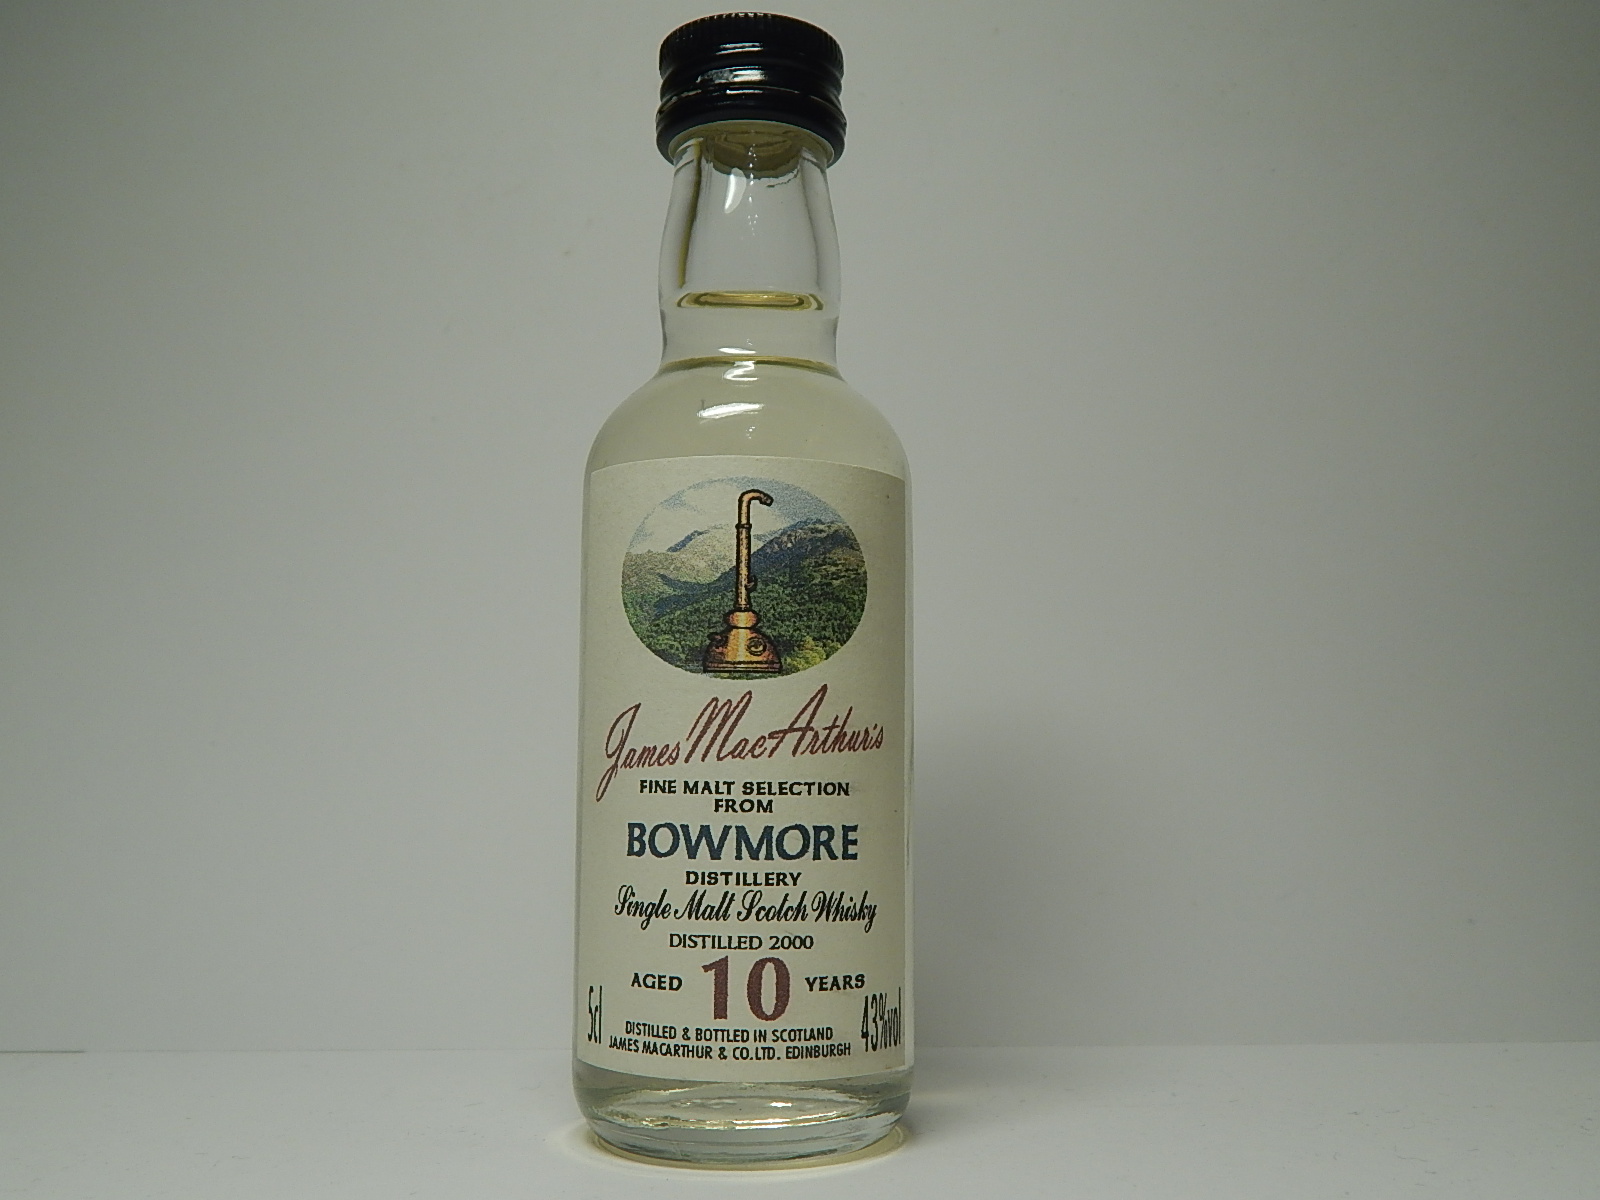 James MacArthur's
FINE MALT SELECTION
FROM
BOWMORE
DISTILLERY
Single Malt Scotch Whisky
DISTILLED 2000
AGED 10 YEARS
5cl
43%vol
DISTILLED & BOTTLED IN SCOTLAND
JAMES MACARTHUR & CO.LTD. EDINBURGH